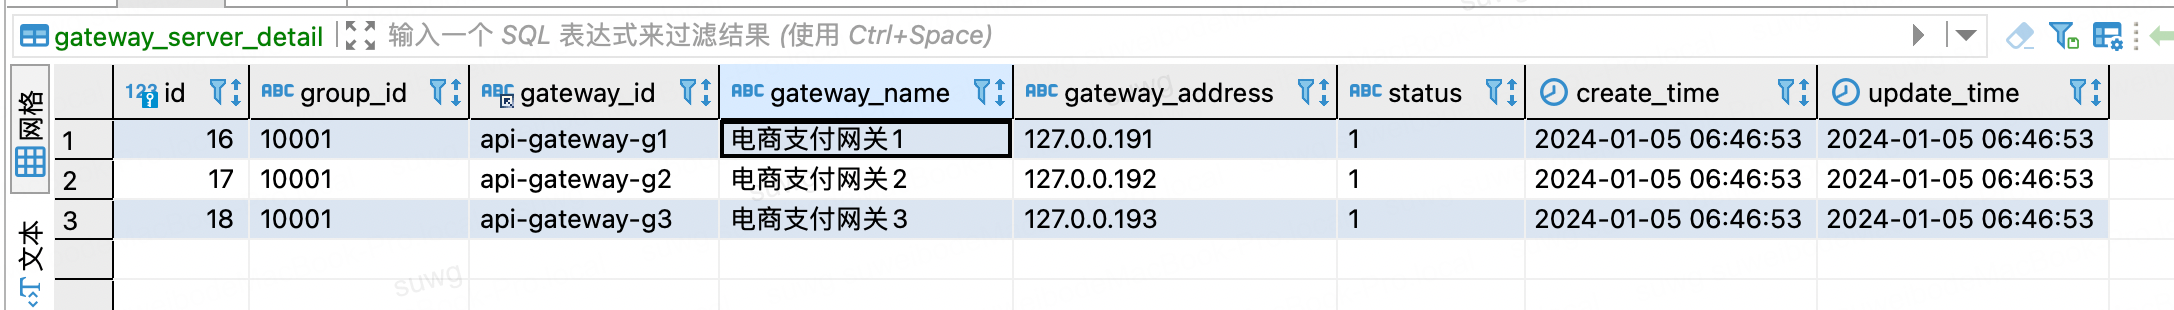 gateway_server_detail 输入一个 SQL 表达式来过滤结果 (使用 Ctrl+Space)
网格
文本
123 id ABC group_id ABC gateway_id ABC gateway_name ABC gateway_address ABC status create_time update_time
1 16 10001 api-gateway-g1 电商支付网关1 127.0.0.191 1 2024-01-05 06:46:53 2024-01-05 06:46:53
2 17 10001 api-gateway-g2 电商支付网关2 127.0.0.192 1 2024-01-05 06:46:53 2024-01-05 06:46:53
3 18 10001 api-gateway-g3 电商支付网关3 127.0.0.193 1 2024-01-05 06:46:53 2024-01-05 06:46:53
suwg